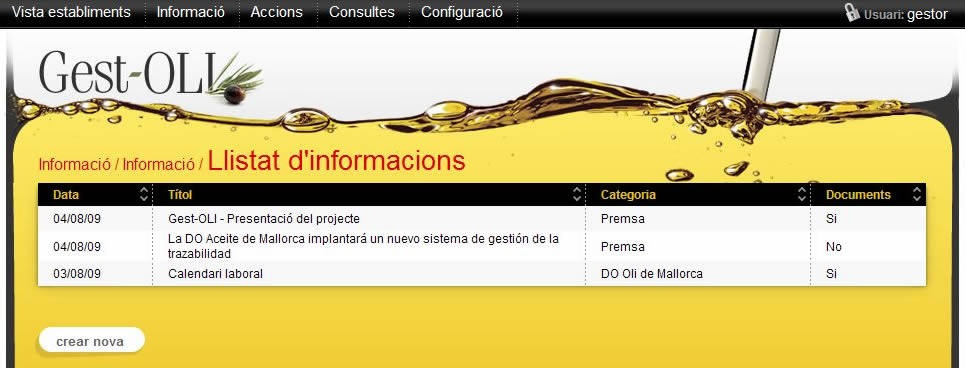 Vista establiments Informació Accions Consultes Configuració Usuari: gestor
Gest-OLI
Informació / Informació / Llistat d'informacions
Data Títol Categoria Documents
04/08/09 Gest-OLI - Presentació del projecte Premsa Si
04/08/09 La DO Aceite de Mallorca implantará un nuevo sistema de gestión de la
trazabilidad Premsa No
03/08/09 Calendari laboral DO Oli de Mallorca Si
crear nova